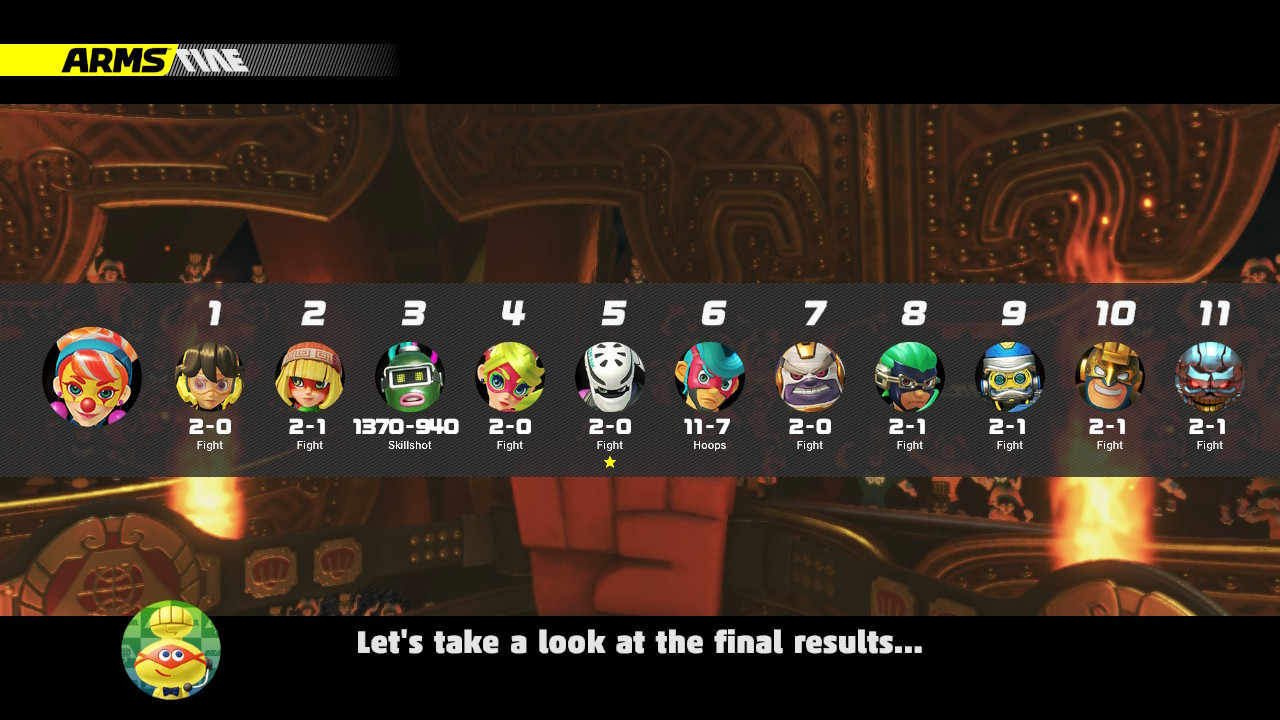 ARMS TIME
1 2 3 4 5 6 7 8 9 10 11
2-0 2-1 1370-940 2-0 2-0 11-7 2-0 2-1 2-1 2-1 2-1
Fight Fight Skillshot Fight Fight Hoops Fight Fight Fight Fight Fight
Let's take a look at the final results...